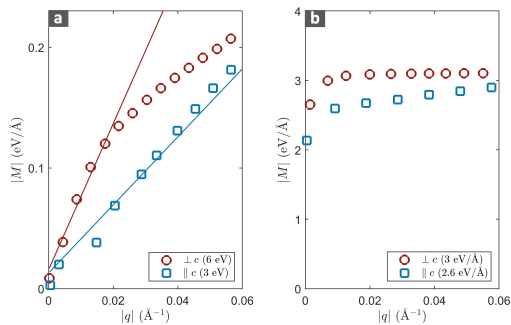 a
0.2
0.1
0
|M| (eV/Å)
⊥ c (6 eV)
∥ c (3 eV)
0 0.02 0.04 0.06
|q| (Å⁻¹)
b
4
3
2
1
0
|M| (eV/Å)
⊥ c (3 eV/Å)
∥ c (2.6 eV/Å)
0 0.02 0.04 0.06
|q| (Å⁻¹)